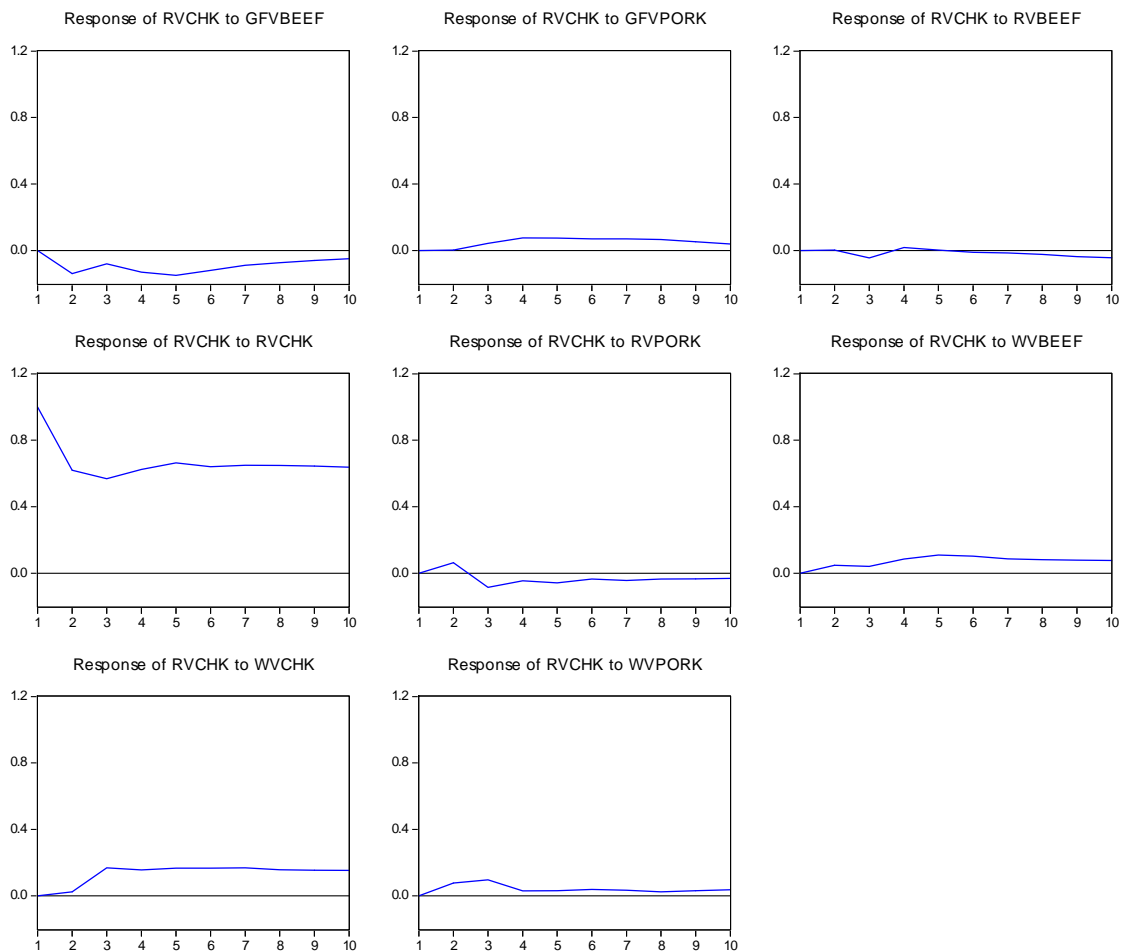 Response of RVCHK to GFVBEEF
1.2
0.8
0.4
0.0
1 2 3 4 5 6 7 8 9 10
Response of RVCHK to GFVPORK
1.2
0.8
0.4
0.0
1 2 3 4 5 6 7 8 9 10
Response of RVCHK to RVBEEF
1.2
0.8
0.4
0.0
1 2 3 4 5 6 7 8 9 10
Response of RVCHK to RVCHK
1.2
0.8
0.4
0.0
1 2 3 4 5 6 7 8 9 10
Response of RVCHK to RVPORK
1.2
0.8
0.4
0.0
1 2 3 4 5 6 7 8 9 10
Response of RVCHK to WVBEEF
1.2
0.8
0.4
0.0
1 2 3 4 5 6 7 8 9 10
Response of RVCHK to WVCHK
1.2
0.8
0.4
0.0
1 2 3 4 5 6 7 8 9 10
Response of RVCHK to WVPORK
1.2
0.8
0.4
0.0
1 2 3 4 5 6 7 8 9 10